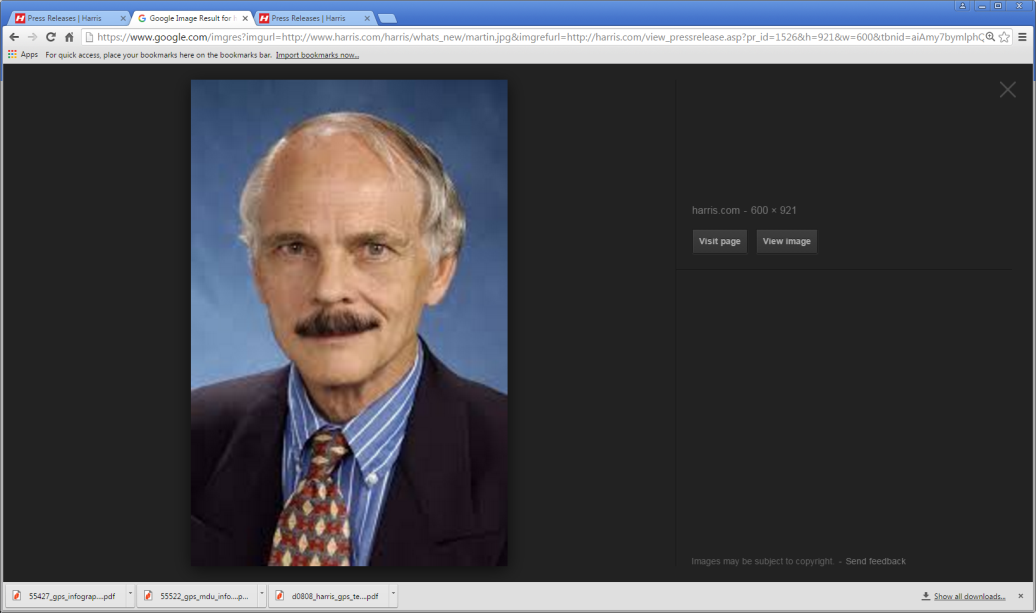 Press Releases | Harris
Google Image Result for
Press Releases | Harris
https://www.google.com/imgres?imgurl=http://www.harris.com/harris/whats_new/martin.jpg&imgrefurl=http://harris.com/view_pressrelease.asp?pr_id=1526&h=921&w=600&tbnid=aiAmy7bymlphC
Apps For quick access, place your bookmarks here on the bookmarks bar. Import bookmarks now...
harris.com - 600 × 921
Visit page View image
Images may be subject to copyright. - Send feedback
55427_gps_infograp....pdf 55522_gps_mdu_info....p... d0808_harris_gps_te....pdf Show all downloads...